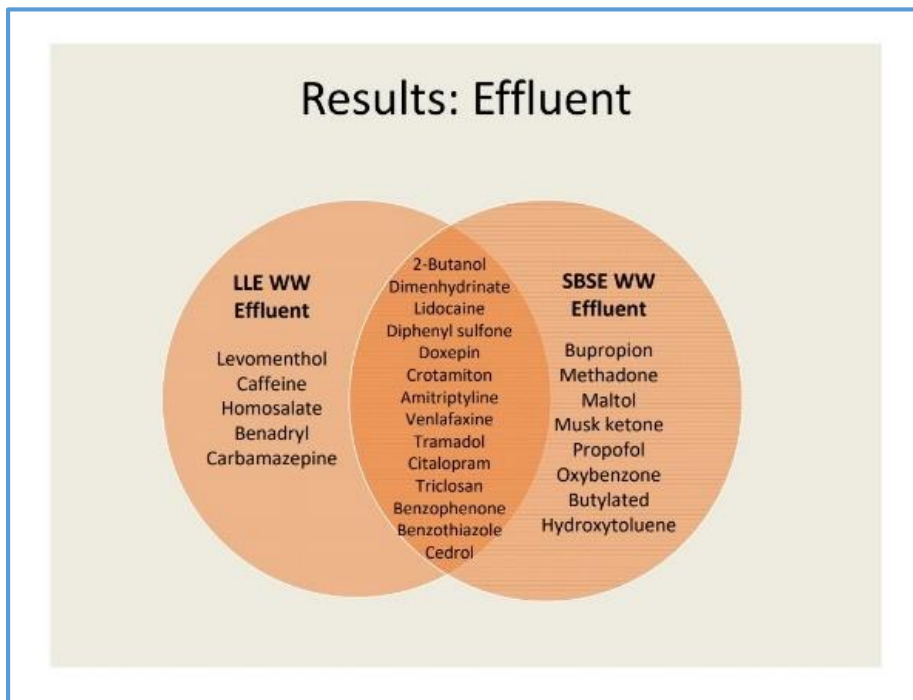 Results: Effluent
LLE WW
Effluent
Levomenthol
Caffeine
Homosalate
Benadryl
Carbamazepine
2-Butanol
Dimenhydrinate
Lidocaine
Diphenyl sulfone
Doxepin
Crotamiton
Amitriptyline
Venlafaxine
Tramadol
Citalopram
Triclosan
Benzophenone
Benzothiazole
Cedrol
SBSE WW
Effluent
Bupropion
Methadone
Maltol
Musk ketone
Propofol
Oxybenzone
Butylated
Hydroxytoluene